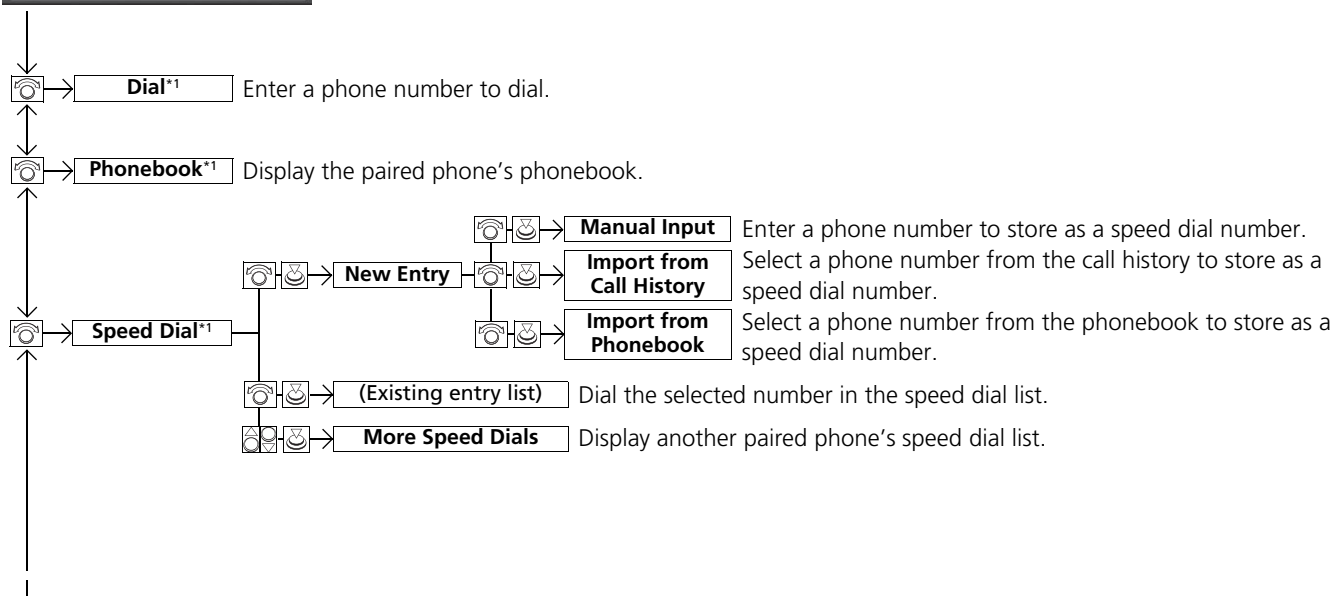 Dial*1 Enter a phone number to dial.
Phonebook*1 Display the paired phone’s phonebook.
Manual Input Enter a phone number to store as a speed dial number.
New Entry
Import from
Call History
Select a phone number from the call history to store as a
speed dial number.
Speed Dial*1
Import from
Phonebook
Select a phone number from the phonebook to store as a
speed dial number.
(Existing entry list) Dial the selected number in the speed dial list.
More Speed Dials Display another paired phone’s speed dial list.